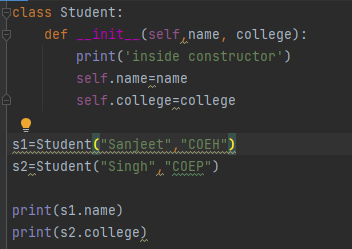 class Student:
    def __init__(self,name, college):
        print('inside constructor')
        self.name=name
        self.college=college

s1=Student("Sanjeet","COEH")
s2=Student("Singh","COEP")

print(s1.name)
print(s2.college)